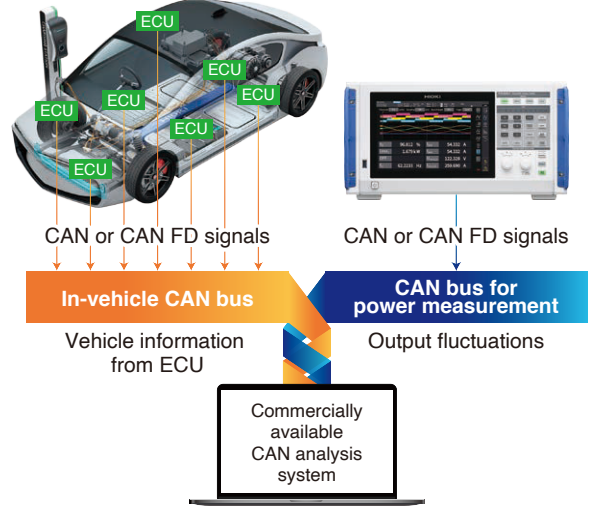 ECU
ECU
ECU
ECU
ECU
ECU
ECU
HIOKI
CAN or CAN FD signals
CAN or CAN FD signals
In-vehicle CAN bus
CAN bus for
power measurement
Vehicle information
from ECU
Output fluctuations
Commercially
available
CAN analysis
system